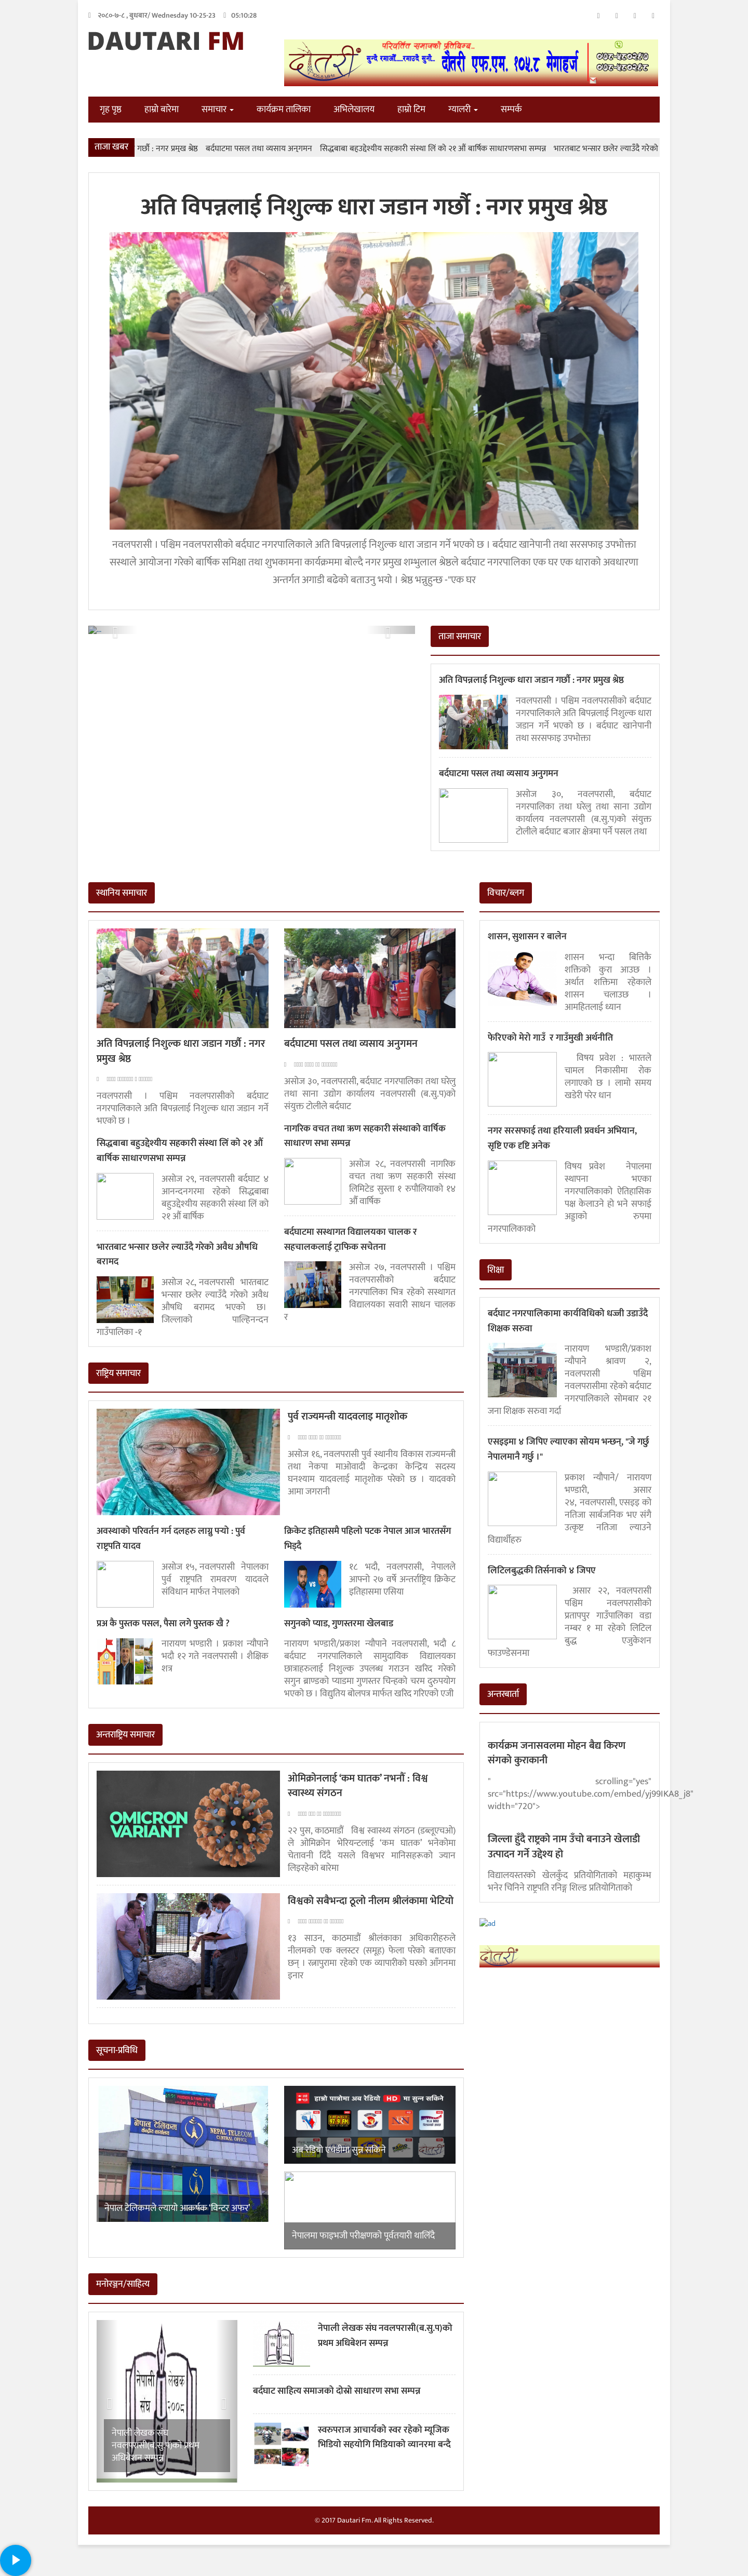 २०८०-७-८ , बुधबार/ Wednesday 10-25-23 05:10:28
DAUTARI FM
परिवर्तित समाजको प्रतिबिम्ब...
सुन्दै रमाऔं....रमाउदै सुनौं.. दौतरी एफ.एम. १०५.८ मेगाहर्ज
गृह पृष्ठ हाम्रो बारेमा समाचार कार्यक्रम तालिका अभिलेखालय हाम्रो टिम ग्यालरी सम्पर्क
ताजा खबर
गर्छौं : नगर प्रमुख श्रेष्ठ बर्दघाटमा पसल तथा व्यसाय अनुगमन सिद्धबाबा बहुउद्देश्यीय सहकारी संस्था लि‍ं को २१ औं बार्षिक साधारणसभा सम्पन्न भारतबाट भन्सार छलेर ल्याउँदै गरेको
अति विपन्नलाई निशुल्क धारा जडान गर्छौं : नगर प्रमुख श्रेष्ठ
नवलपरासी । पश्चिम नवलपरासीको बर्दघाट नगरपालिकाले अति बिपन्नलाई निशुल्क धारा जडान गर्ने भएको छ । बर्दघाट खानेपानी तथा सरसफाइ उपभोक्ता
सस्थाले आयोजना गरेको बार्षिक समिक्षा तथा शुभकामना कार्यक्रममा बोल्दै नगर प्रमुख शम्भुलाल श्रेष्ठले बर्दघाट नगरपालिका एक घर एक धाराको अवधारणा
अन्तर्गत अगाडी बढेको बताउनु भयो । श्रेष्ठ भन्नुहुन्छ -"एक घर
ताजा समाचार
अति विपन्नलाई निशुल्क धारा जडान गर्छौं : नगर प्रमुख श्रेष्ठ
नवलपरासी । पश्चिम नवलपरासीको बर्दघाट
नगरपालिकाले अति बिपन्नलाई निशुल्क धारा
जडान गर्ने भएको छ । बर्दघाट खानेपानी
तथा सरसफाइ उपभोक्ता
बर्दघाटमा पसल तथा व्यसाय अनुगमन
असोज ३०, नवलपरासी, बर्दघाट
नगरपालिका तथा घरेलु तथा साना उद्योग
कार्यालय नवलपरासी (ब.सु.प)को संयुक्त
टोलीले बर्दघाट बजार क्षेत्रमा पर्ने पसल तथा
स्थानिय समाचार
अति विपन्नलाई निशुल्क धारा जडान गर्छौं : नगर
प्रमुख श्रेष्ठ
नवलपरासी । पश्चिम नवलपरासीको बर्दघाट
नगरपालिकाले अति बिपन्नलाई निशुल्क धारा जडान गर्ने
भएको छ ।
सिद्धबाबा बहुउद्देश्यीय सहकारी संस्था लि‍ं को २१ औं
बार्षिक साधारणसभा सम्पन्न
असोज २९, नवलपरासी बर्दघाट ४
आनन्दनगरमा रहेको सिद्धबाबा
बहुउद्देश्यीय सहकारी संस्था लि‍ं को
२१ औं बार्षिक
भारतबाट भन्सार छलेर ल्याउँदै गरेको अवैध औषधि
बरामद
असोज २८, नवलपरासी भारतबाट
भन्सार छलेर ल्याउँदै गरेको अवैध
औषधि बरामद भएको छ।
जिल्लाको पाल्हिनन्दन
गाउँपालिका -१
बर्दघाटमा पसल तथा व्यसाय अनुगमन
असोज ३०, नवलपरासी, बर्दघाट नगरपालिका तथा घरेलु
तथा साना उद्योग कार्यालय नवलपरासी (ब.सु.प)को
संयुक्त टोलीले बर्दघाट
नागरिक वचत तथा ऋण सहकारी संस्थाको वार्षिक
साधारण सभा सम्पन्न
असोज २८, नवलपरासी नागरिक
वचत तथा ऋण सहकारी संस्था
लिमिटेड सुस्ता १ रुपौलियाको १४
औँ वार्षिक
बर्दघाटमा सस्थागत विद्यालयका चालक र
सहचालकलाई ट्राफिक सचेतना
असोज २७, नवलपरासी । पश्चिम
नवलपरासीको बर्दघाट
नगरपालिका भित्र रहेको सस्थागत
विद्यालयका सवारी साधन चालक
र
विचार/ब्लग
शासन, सुशासन र बालेन
शासन भन्दा बित्तिकै
शक्तिको कुरा आउछ ।
अर्थात शक्तिमा रहेकाले
शासन चलाउछ ।
आमहितलाई ध्यान
फेरिएको मेरो गाउँ र गाउँमुखी अर्थनीति
विषय प्रवेश : भारतले
चामल निकासीमा रोक
लगाएको छ । लामो समय
खडेरी परेर धान
नगर सरसफाई तथा हरियाली प्रवर्धन अभियान,
सृष्टि एक दृष्टि अनेक
विषय प्रवेश नेपालमा
स्थापना भएका
नगरपालिकाको ऐतिहासिक
पक्ष केलाउने हो भने सफाई
अड्डाको रुपमा
नगरपालिकाको
शिक्षा
बर्दघाट नगरपालिकामा कार्यविधिको धज्जी उडाउँदै
शिक्षक सरुवा
नारायण भण्डारी/प्रकाश
न्यौपाने श्रावण २,
नवलपरासी पश्चिम
नवलपरासीमा रहेको बर्दघाट
नगरपालिकाले सोमबार २१
जना शिक्षक सरुवा गर्दा
एसइइमा ४ जिपिए ल्याएका सोयम भन्छन्, "जे गर्छु
नेपालमानै गर्छु ।"
प्रकाश न्यौपाने/ नारायण
भण्डारी, असार
२४, नवलपरासी, एसइइ को
नतिजा सार्बजनिक भए संगै
उत्कृष्ट नतिजा ल्याउने
विद्यार्थीहरु
लिटिलबुद्धकी तिर्सनाको ४ जिपए
असार २२, नवलपरासी
पश्चिम नवलपरासीको
प्रतापपुर गाउँपालिका वडा
नम्बर १ मा रहेको लिटिल
बुद्ध एजुकेशन
फाउण्डेसनमा
राष्ट्रिय समाचार
पुर्व राज्यमन्त्री यादवलाइ मातृशोक
असोज १६, नवलपरासी पुर्व स्थानीय विकास राज्यमन्त्री
तथा नेकपा माओवादी केन्द्रका केन्द्रिय सदस्य
घनश्याम यादवलाई मातृशोक परेको छ । यादवको
आमा जगरानी
अवस्थाको परिवर्तन गर्न दलहरु लाग्नु पर्‍यो : पुर्व
राष्ट्रपति यादव
असोज १५, नवलपरासी नेपालका
पुर्व राष्ट्रपति रामवरण यादवले
संविधान मार्फत नेपालको
क्रिकेट इतिहासमै पहिलो पटक नेपाल आज भारतसँग
भिड्दै
१८ भदौ, नवलपरासी, नेपालले
आफ्नो २७ वर्षे अन्तर्राष्ट्रिय क्रिकेट
इतिहासमा एसिया
प्रअ कै पुस्तक पसल, पैसा लगे पुस्तक खै ?
नारायण भण्डारी । प्रकाश न्यौपाने
भदौ १२ गते नवलपरासी । शैक्षिक
शत्र
सगुनको प्याड, गुणस्तरमा खेलबाड
नारायण भण्डारी/प्रकाश न्यौपाने नवलपरासी, भदौ ८
बर्दघाट नगरपालिकाले सामुदायिक विद्यालयका
छात्राहरुलाई निशुल्क उपलब्ध गराउन खरिद गरेको
सगुन ब्राण्डको प्याडमा गुणस्तर चिन्हको चरम दुरुपयोग
भएको छ । विद्युतिय बोलपत्र मार्फत खरिद गरिएको एजी
अन्तरबार्ता
कार्यक्रम जनासवलमा मोहन बैद्य किरण
संगको कुराकानी
" scrolling="yes"
src="https://www.youtube.com/embed/yj99IKA8_j8"
width="720">
जिल्ला हुँदै राष्ट्रको नाम उँचो बनाउने खेलाडी
उत्पादन गर्ने उद्देश्य हो
विद्यालयस्तरको खेलकुँद प्रतियोगिताको महाकुम्भ
भनेर चिनिने राष्ट्रपति रनिङ्ग शिल्ड प्रतियोगिताको
ad
दौतरी
अन्तराष्ट्रिय समाचार
OMICRON
VARIANT
ओमिक्रोनलाई ‘कम घातक’ नभनौँ : विश्व
स्वास्थ्य संगठन
२२ पुस, काठमाडौं विश्व स्वास्थ्य संगठन (डब्लूएचओ)
ले ओमिक्रोन भेरियन्टलाई ‘कम घातक’ भनेकोमा
चेतावनी दिँदै यसले विश्वभर मानिसहरूको ज्यान
लिइरहेको बारेमा
विश्वको सबैभन्दा ठूलो नीलम श्रीलंकामा भेटियो
१३ साउन, काठमाडौं श्रीलंकाका अधिकारीहरुले
नीलमको एक क्लस्टर (समूह) फेला परेको बताएका
छन् । रत्नपुरामा रहेको एक व्यापारीको घरको आँगनमा
इनार
सूचना-प्रविधि
नेपाल टेलिकम
NEPAL TELECOM
CENTRAL OFFICE
नेपाल टेलिकमले ल्यायो आकर्षक ‘विन्टर अफर’
हाम्रो पात्रोमा अब रेडियो HD मा सुन्न सकिने
अब रेडियो एचडीमा सुन्न सकिने
नेपालमा फाइभजी परीक्षणको पूर्वतयारी थालिँदै
मनोरञ्जन/साहित्य
नेपाली लेखक
संघ २००८
नेपाली लेखक संघ
नवलपरासी(ब.सु.प)को प्रथम
अधिबेशन सम्पन्न
नेपाली लेखक संघ नवलपरासी(ब.सु.प)को
प्रथम अधिबेशन सम्पन्न
बर्दघाट साहित्य समाजको दोस्रो साधारण सभा सम्पन्न
स्वरुपराज आचार्यको स्वर रहेको म्यूजिक
भिडियो सहयोगि मिडियाको व्यानरमा बन्दै
© 2017 Dautari Fm. All Rights Reserved.